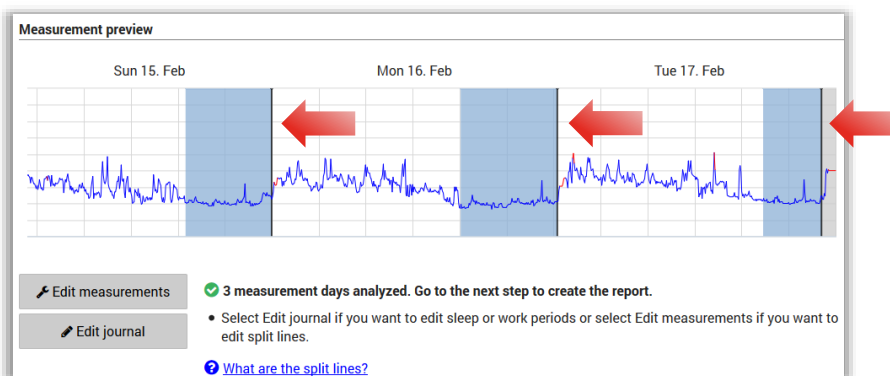 Measurement preview
Sun 15. Feb Mon 16. Feb Tue 17. Feb
Edit measurements
3 measurement days analyzed. Go to the next step to create the report.
Edit journal
• Select Edit journal if you want to edit sleep or work periods or select Edit measurements if you want to
edit split lines.
What are the split lines?